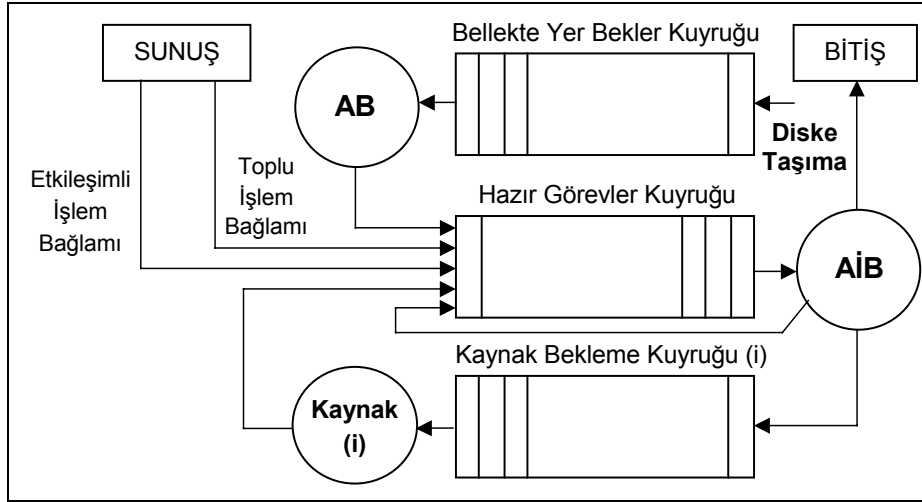 Bellekte Yer Bekler Kuyruğu
SUNUŞ
BİTİŞ
AB
Diske
Taşıma
Etkileşimli
İşlem
Bağlamı
Toplu
İşlem
Bağlamı
Hazır Görevler Kuyruğu
AİB
Kaynak Bekleme Kuyruğu (i)
Kaynak
(i)